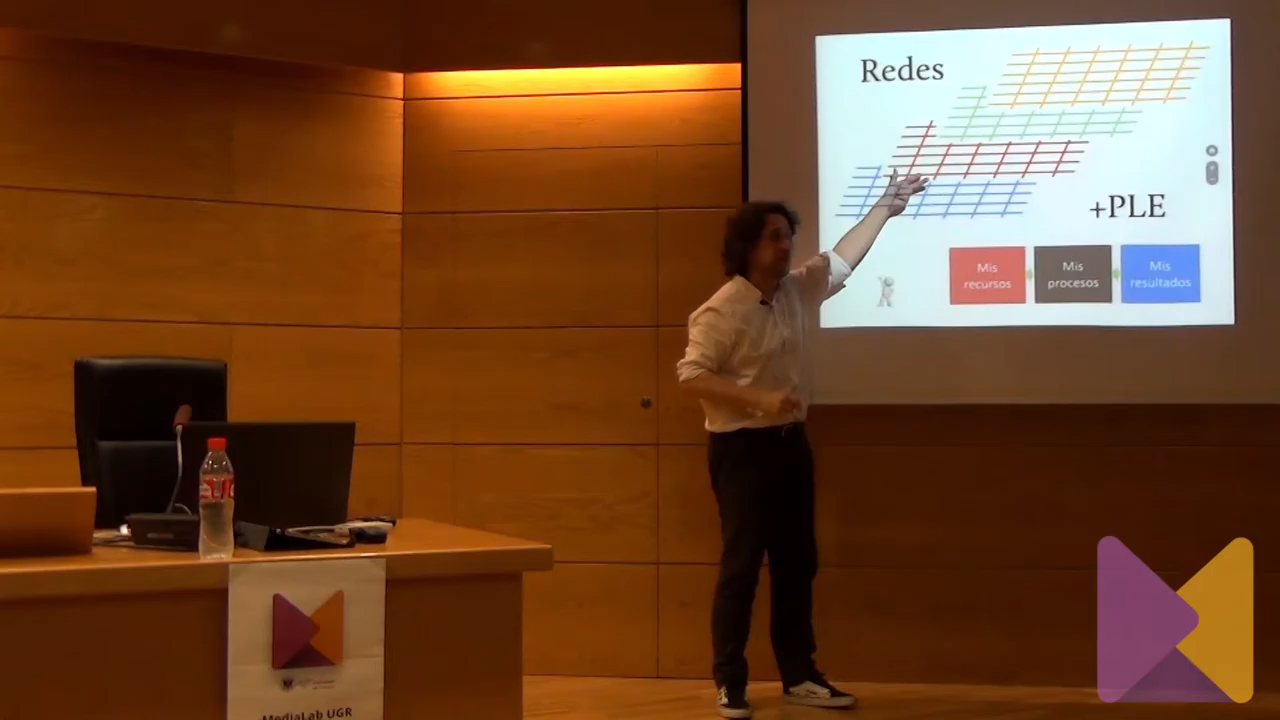 Redes
+PLE
Mis
recursos
Mis
procesos
Mis
resultados
MediaLab UGR